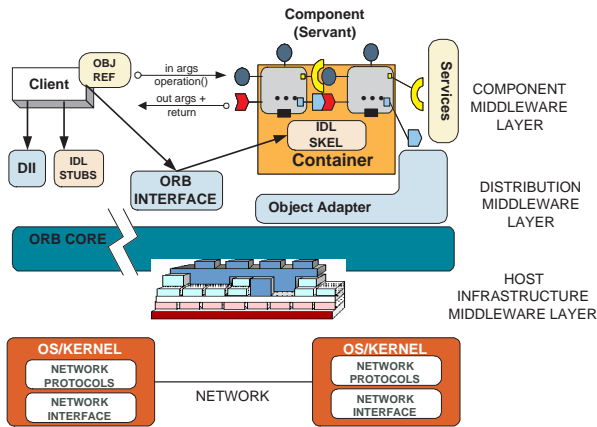 Component
(Servant)
OBJ
REF
Client
in args
operation()
out args +
return
Services
COMPONENT
MIDDLEWARE
LAYER
DII
IDL
STUBS
IDL
SKEL
Container
ORB
INTERFACE
Object Adapter
DISTRIBUTION
MIDDLEWARE
LAYER
ORB CORE
HOST
INFRASTRUCTURE
MIDDLEWARE LAYER
OS/KERNEL
NETWORK
PROTOCOLS
NETWORK
INTERFACE
NETWORK
OS/KERNEL
NETWORK
PROTOCOLS
NETWORK
INTERFACE